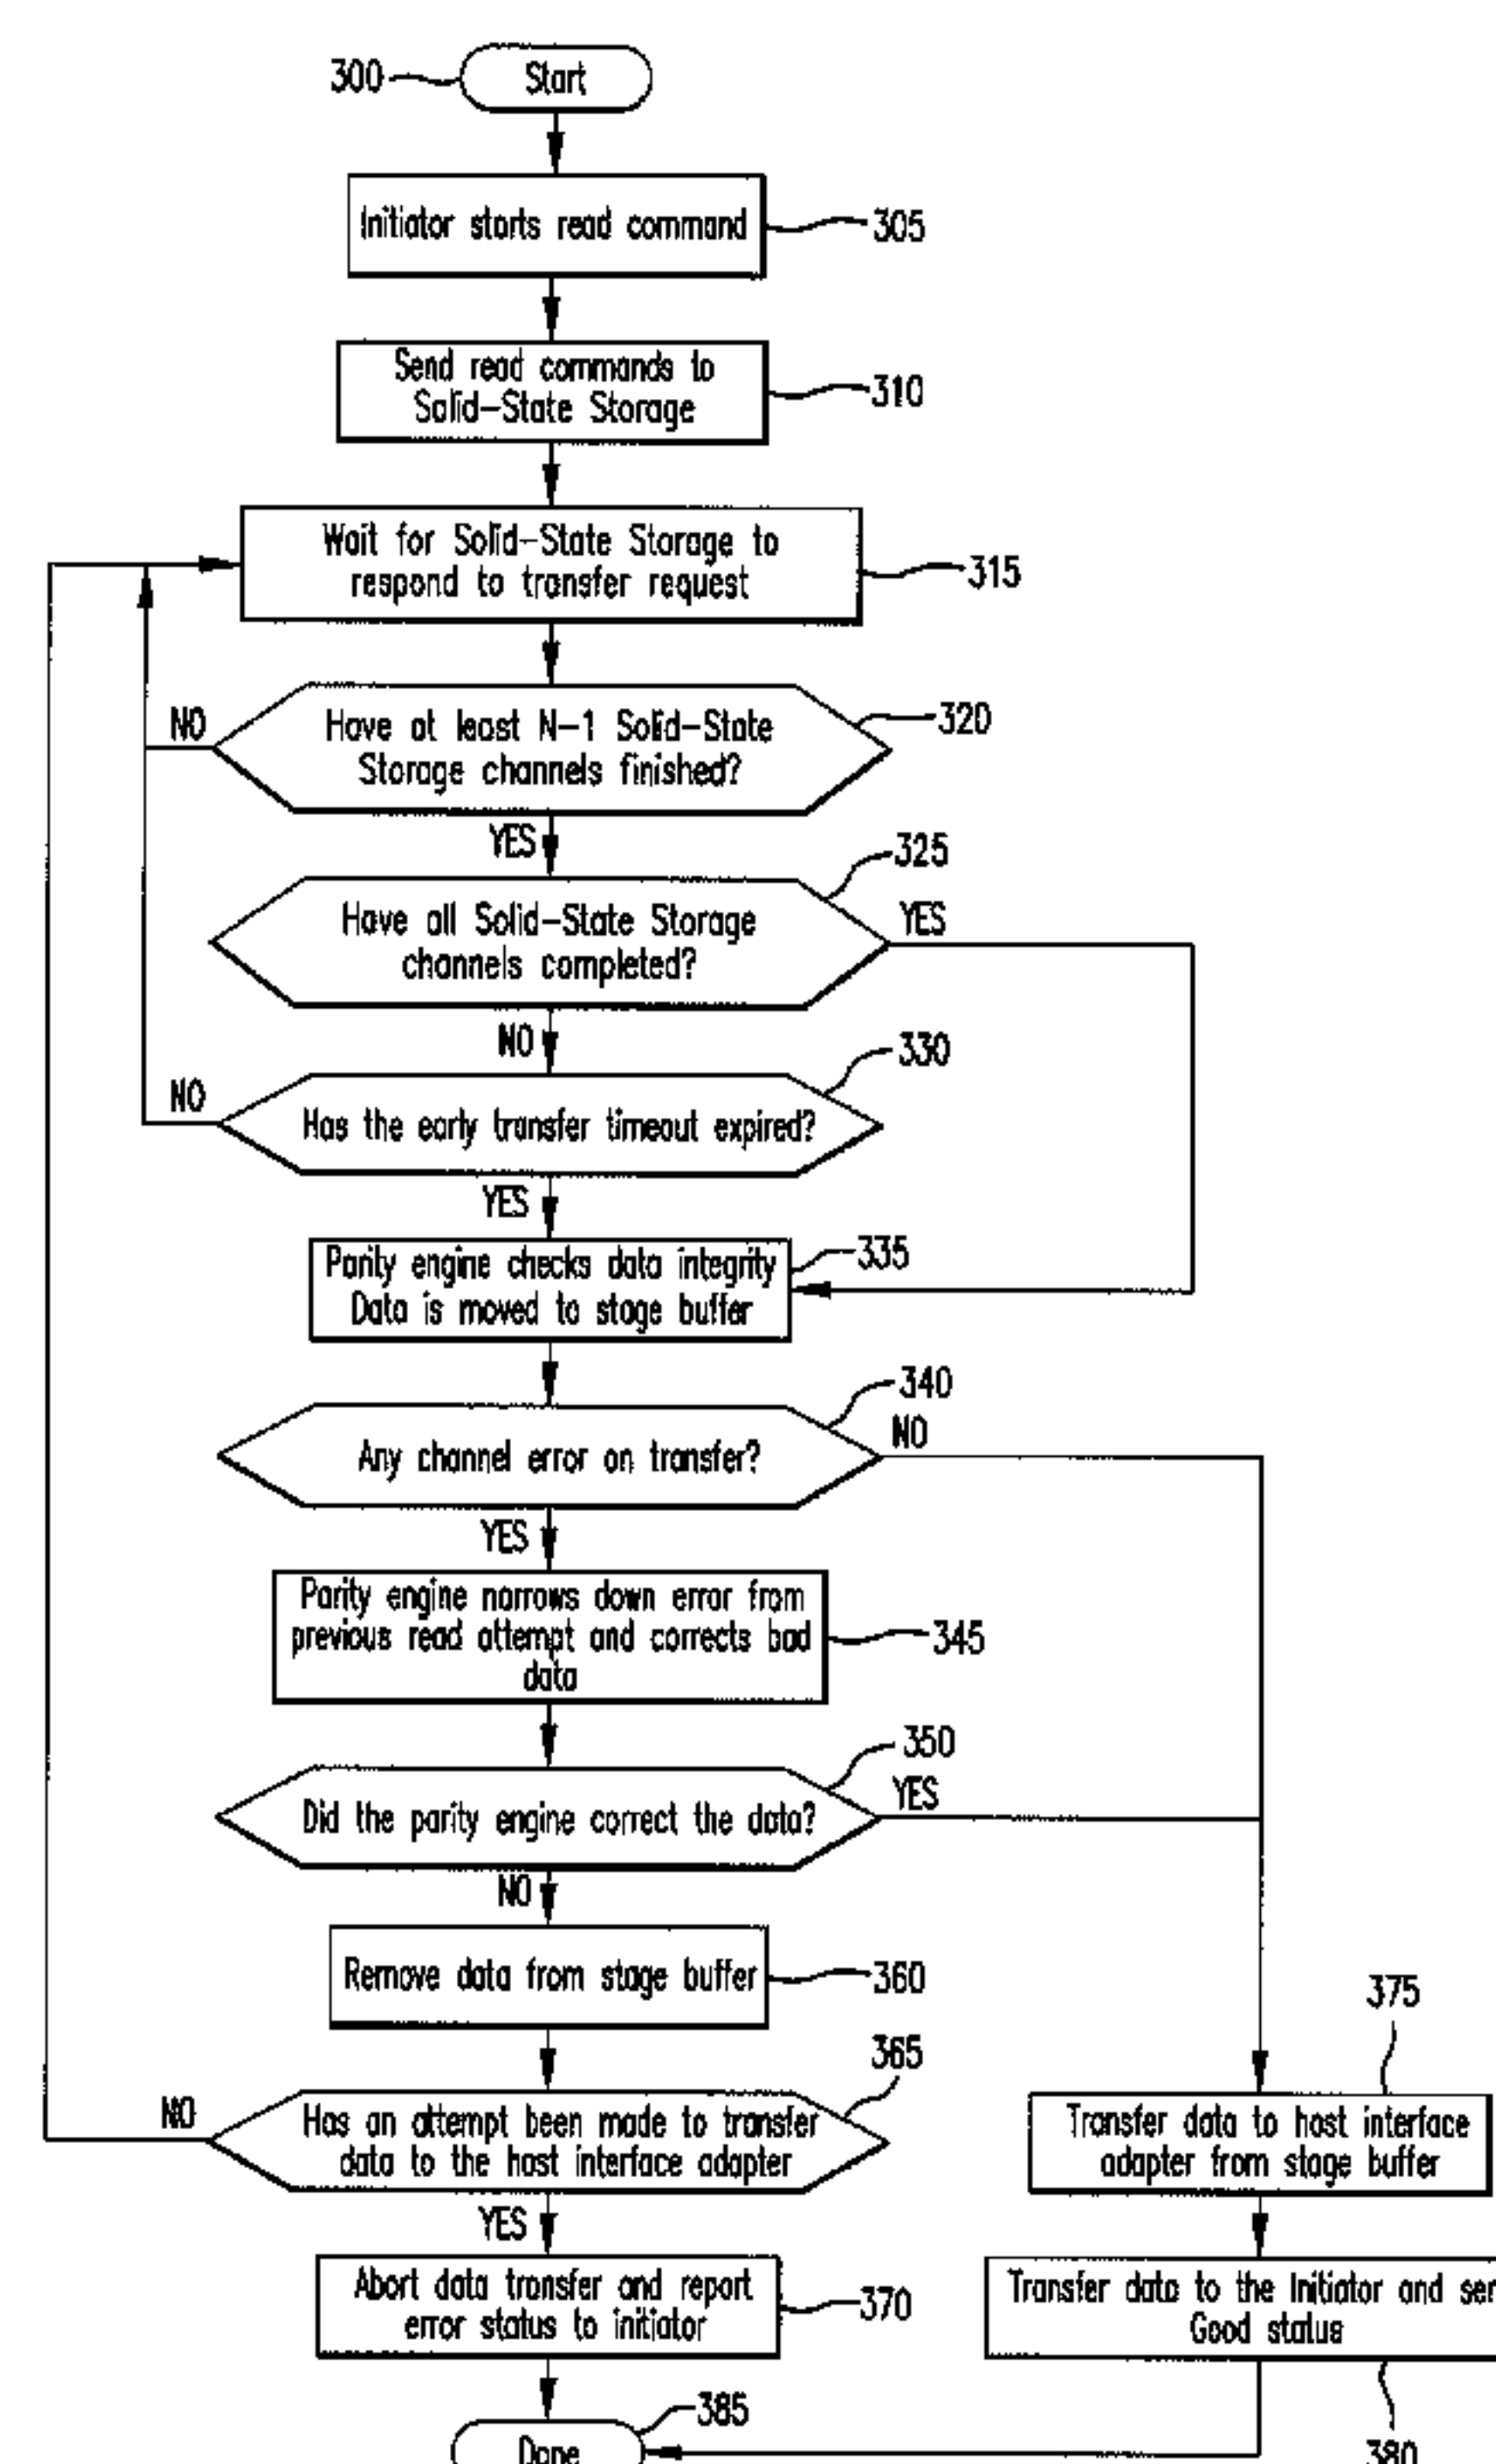 300
Start
Initiator starts read command
305
Send read commands to
Solid-State Storage
310
Wait for Solid-State Storage to
respond to transfer request
315
NO
Have at least N-1 Solid-State
Storage channels finished?
320
YES
325
Have all Solid-State Storage
channels completed?
YES
NO
330
NO
Has the early transfer timeout expired?
YES
Parity engine checks data integrity
Data is moved to stage buffer
335
340
Any channel error on transfer?
NO
YES
Parity engine narrows down error from
previous read attempt and corrects bad
data
345
350
Did the parity engine correct the data?
YES
NO
Remove data from stage buffer
360
365
NO
Has an attempt been made to transfer
data to the host interface adapter
375
Transfer data to host interface
adapter from stage buffer
YES
Abort data transfer and report
error status to initiator
370
Transfer data to the Initiator and
Good status
385
Done
380